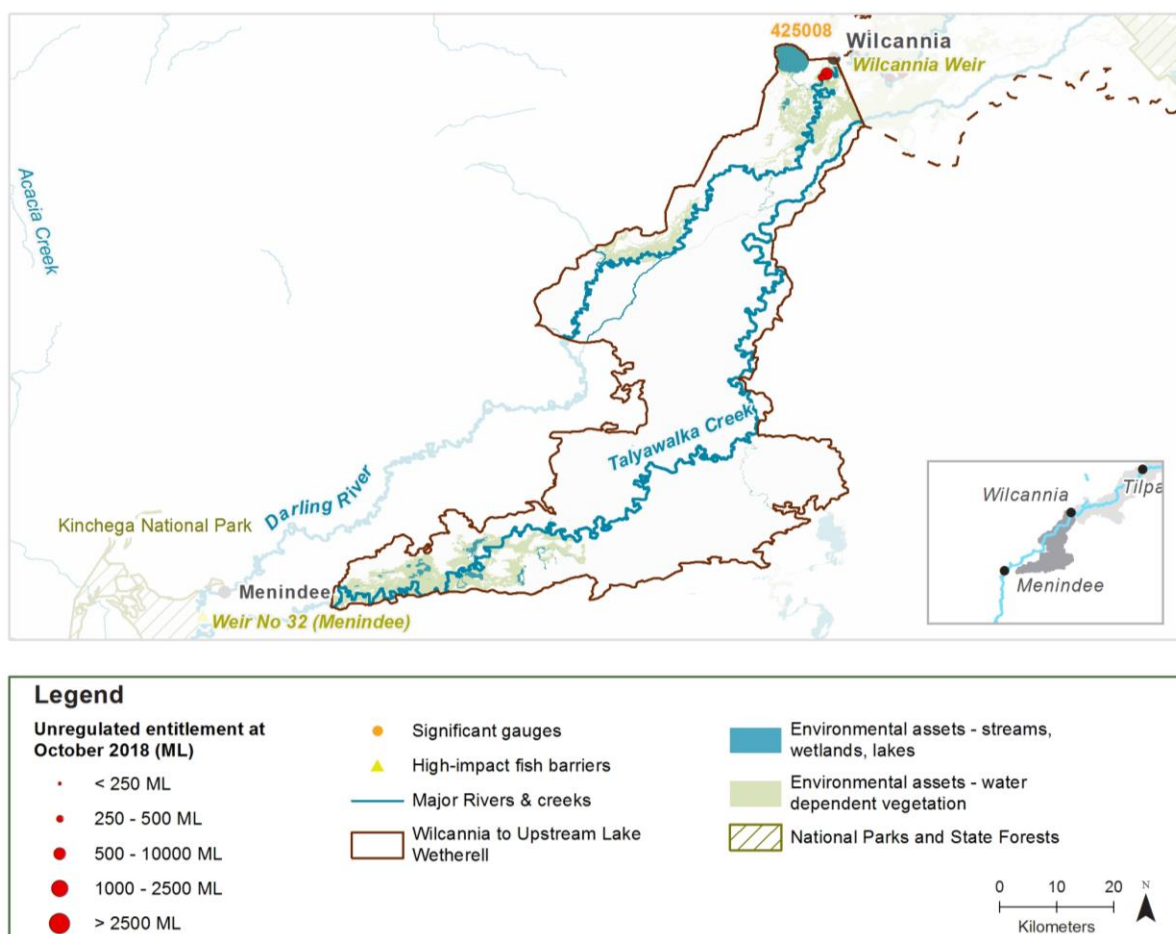 425008
Wilcannia
Wilcannia Weir
Acacia Creek
Talyawalka Creek
Darling River
Kinchega National Park
Menindee
Weir No 32 (Menindee)
Wilcannia
Tilpa
Menindee
Legend
Unregulated entitlement at
October 2018 (ML)
< 250 ML
250 - 500 ML
500 - 10000 ML
1000 - 2500 ML
> 2500 ML
Significant gauges
High-impact fish barriers
Major Rivers & creeks
Wilcannia to Upstream Lake
Wetherell
Environmental assets - streams,
wetlands, lakes
Environmental assets - water
dependent vegetation
National Parks and State Forests
0 10 20
Kilometers
N